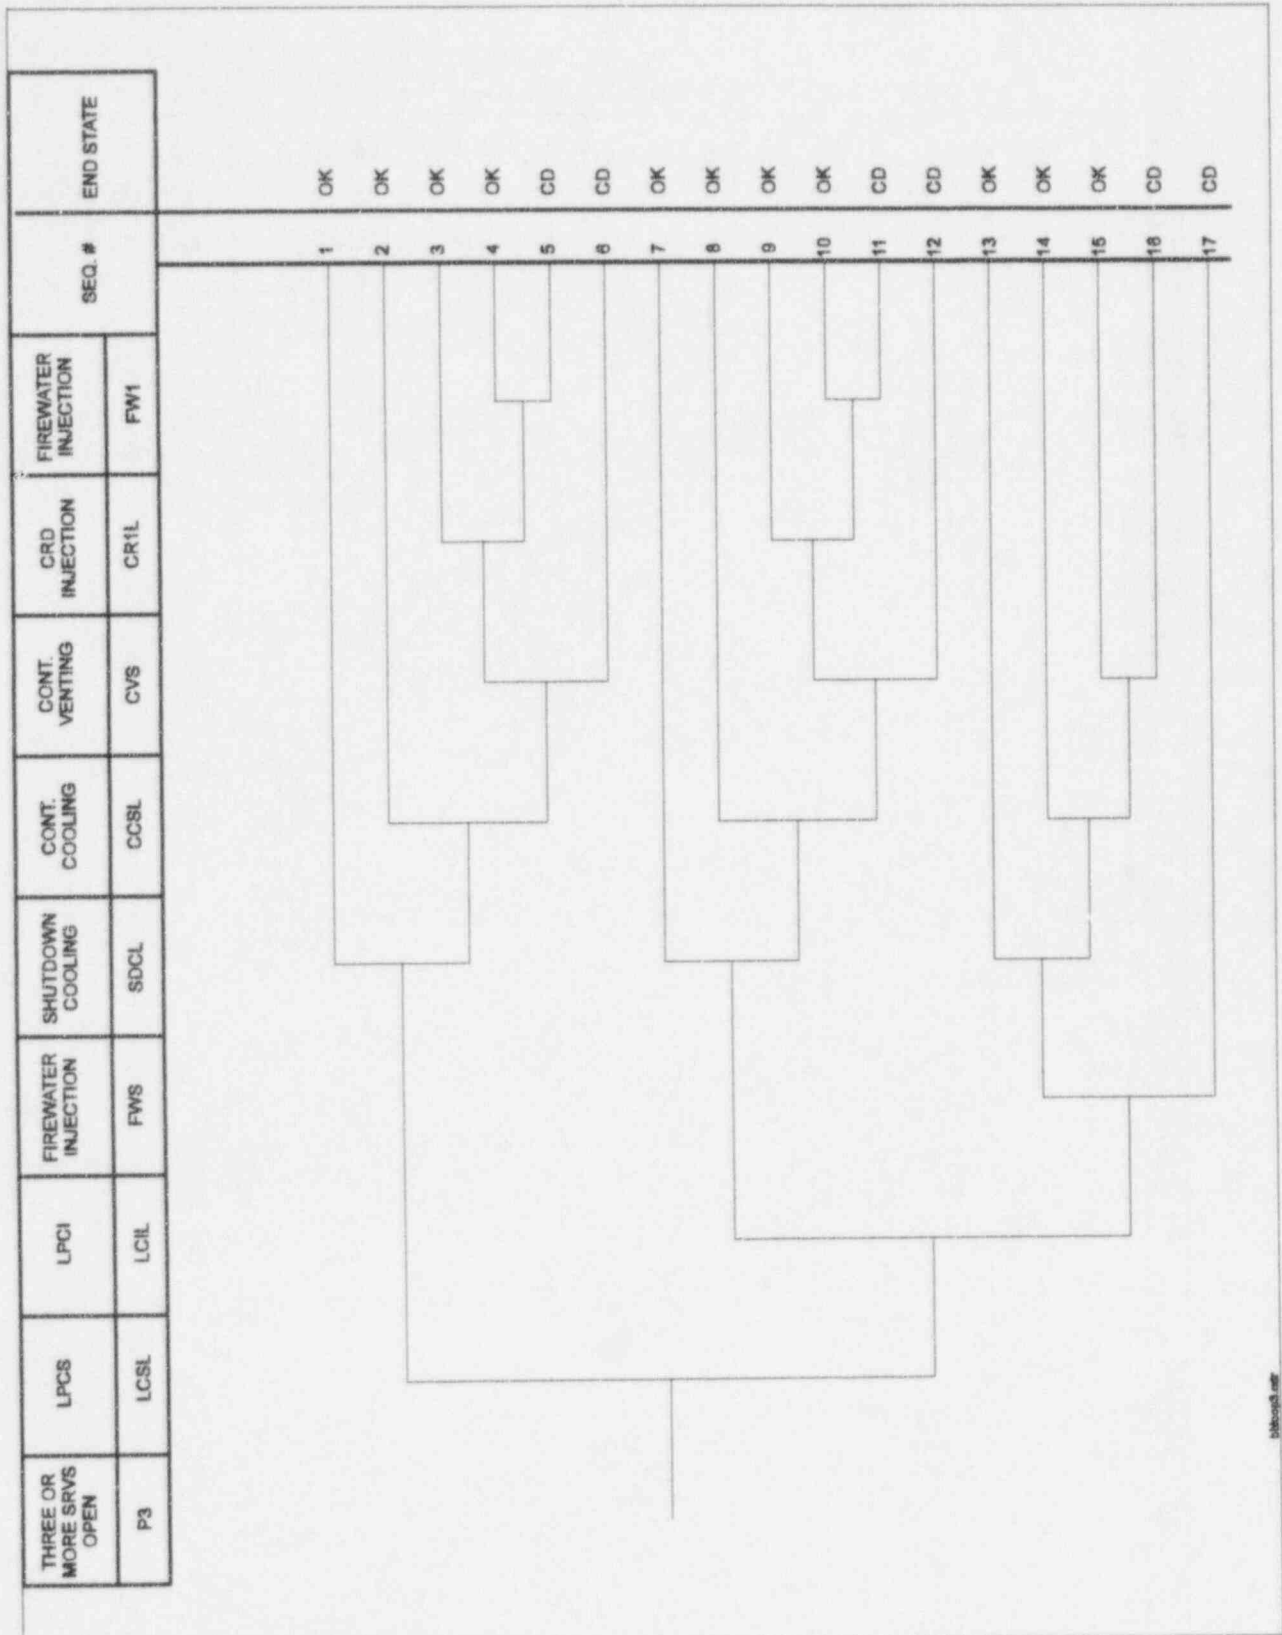 THREE OR
MORE SRVS
OPEN
LPCS
LPCI
FIREWATER
INJECTION
SHUTDOWN
COOLING
CONT.
COOLING
CONT.
VENTING
CRD
INJECTION
FIREWATER
INJECTION
SEQ. #
END STATE
P3
LCSL
LCIL
FWS
SDCL
CCSL
CVS
CR1L
FW1
1 OK
2 OK
3 OK
4 OK
5 CD
6 CD
7 OK
8 OK
9 OK
10 OK
11 CD
12 CD
13 OK
14 OK
15 OK
16 CD
17 CD